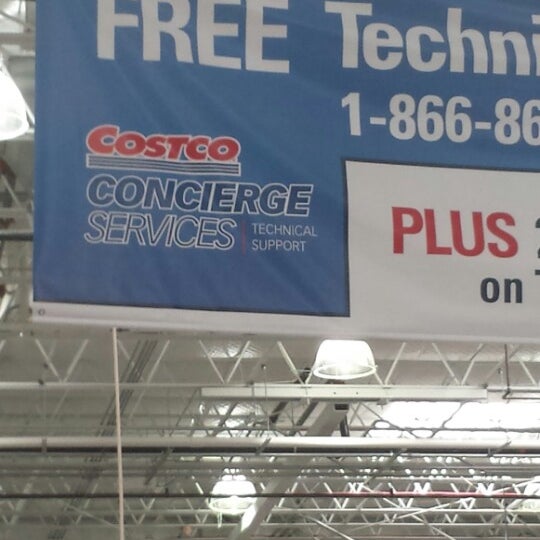 FREE Techni
1-866-86
COSTCO
CONCIERGE
SERVICES
TECHNICAL
SUPPORT
PLUS
on